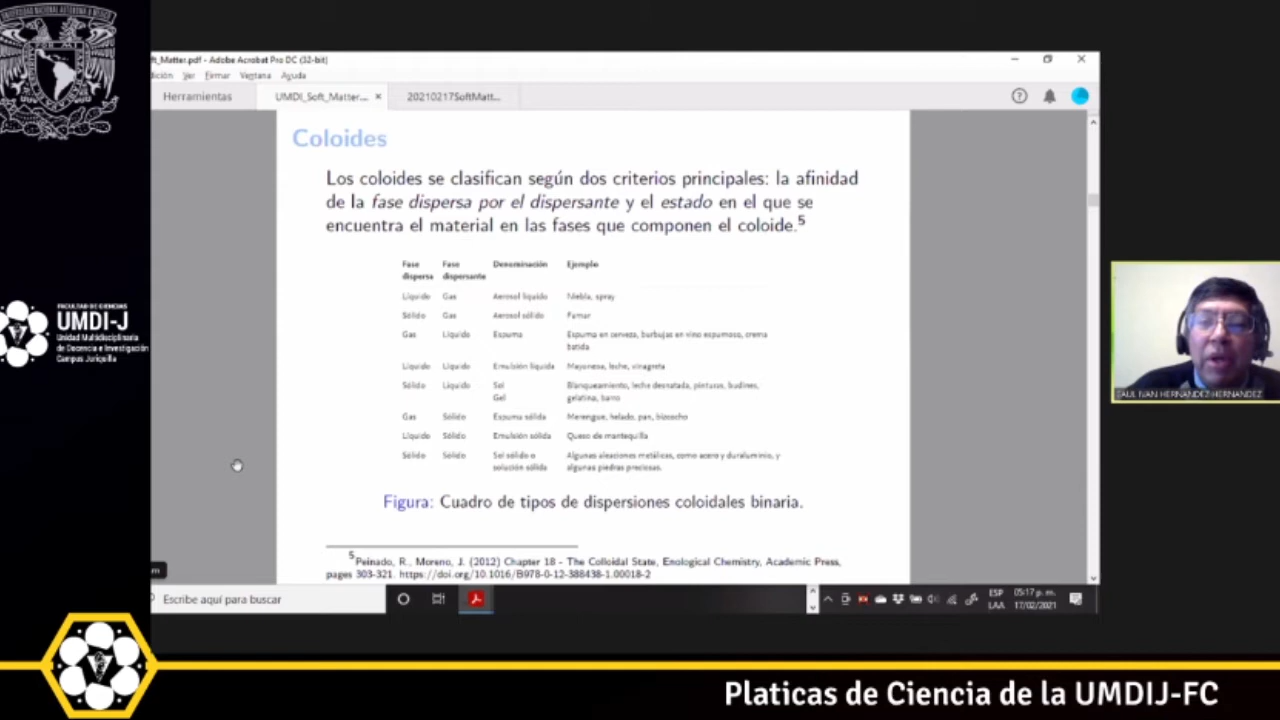 ft_Matter.pdf - Adobe Acrobat Pro DC (32-bit)
ición Ver Firmar Ventana Ayuda
Herramientas UMDI_Soft_Matter... × 20210217SoftMatt...
Coloides
Los coloides se clasifican según dos criterios principales: la afinidad
de la fase dispersa por el dispersante y el estado en el que se
encuentra el material en las fases que componen el coloide.5
Fase dispersa Fase dispersante Denominación Ejemplo
Líquido Gas Aerosol líquido Niebla, spray
Sólido Gas Aerosol sólido Fumar
Gas Líquido Espuma Espuma en cerveza, burbujas en vino espumoso, crema
batida
Líquido Líquido Emulsión líquida Mayonesa, leche, vinagreta
Sólido Líquido Sol Blanqueamiento, leche desnatada, pinturas, budines,
Gel gelatina, barro
Gas Sólido Espuma sólida Merengue, helado, pan, bizcocho
Líquido Sólido Emulsión sólida Queso de mantequilla
Sólido Sólido Sol sólido o Algunas aleaciones metálicas, como acero y duraluminio, y
solución sólida algunas piedras preciosas.
Figura: Cuadro de tipos de dispersiones coloidales binaria.
5Peinado, R., Moreno, J. (2012) Chapter 18 - The Colloidal State, Enological Chemistry, Academic Press,
pages 303-321. https://doi.org/10.1016/B978-0-12-388438-1.00018-2
m
Escribe aquí para buscar
ESP 05:17 p. m.
LAA 17/02/2021
FACULTAD DE CIENCIAS
UMDI-J
Unidad Multidisciplinaria
de Docencia e Investigación
Campus Juriquilla
HERNANDEZ HERNANDEZ
Platicas de Ciencia de la UMDIJ-FC